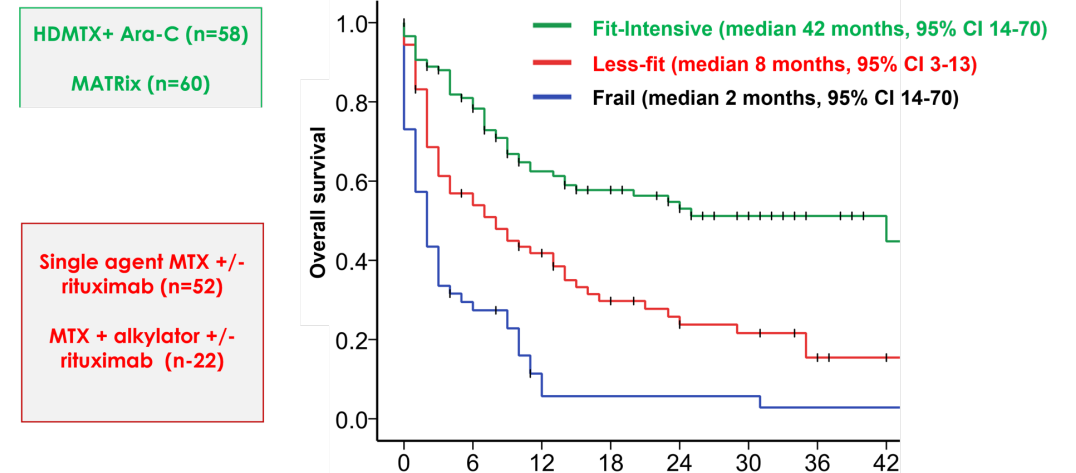 HDMTX+ Ara-C (n=58)
MATRix (n=60)
Single agent MTX +/-
rituximab (n=52)
MTX + alkylator +/-
rituximab (n-22)
Fit-Intensive (median 42 months, 95% CI 14-70)
Less-fit (median 8 months, 95% CI 3-13)
Frail (median 2 months, 95% CI 14-70)
Overall survival
1.0
0.8
0.6
0.4
0.2
0.0
0 6 12 18 24 30 36 42